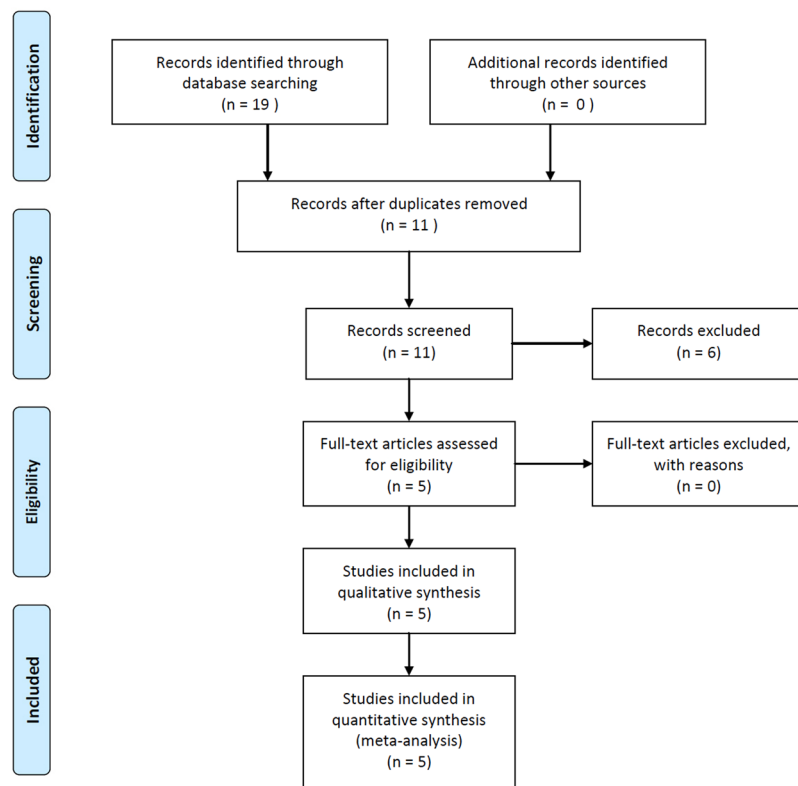 Identification
Records identified through
database searching
(n = 19 )
Additional records identified
through other sources
(n = 0 )
Records after duplicates removed
(n = 11 )
Screening
Records screened
(n = 11)
Records excluded
(n = 6)
Eligibility
Full-text articles assessed
for eligibility
(n = 5)
Full-text articles excluded,
with reasons
(n = 0)
Studies included in
qualitative synthesis
(n = 5)
Included
Studies included in
quantitative synthesis
(meta-analysis)
(n = 5)